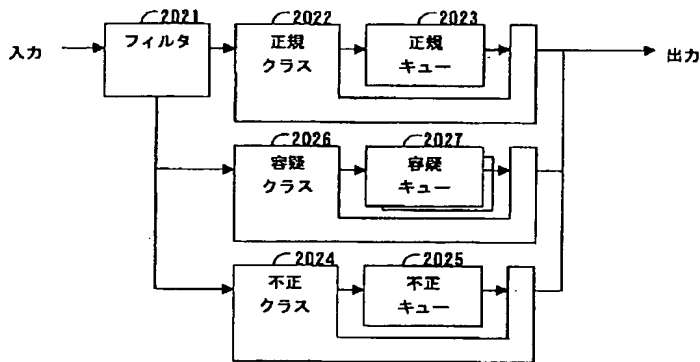 2021
2022
2023
入力
フィルタ
正規
クラス
正規
キュー
出力
2026
2027
容疑
クラス
容疑
キュー
2024
2025
不正
クラス
不正
キュー